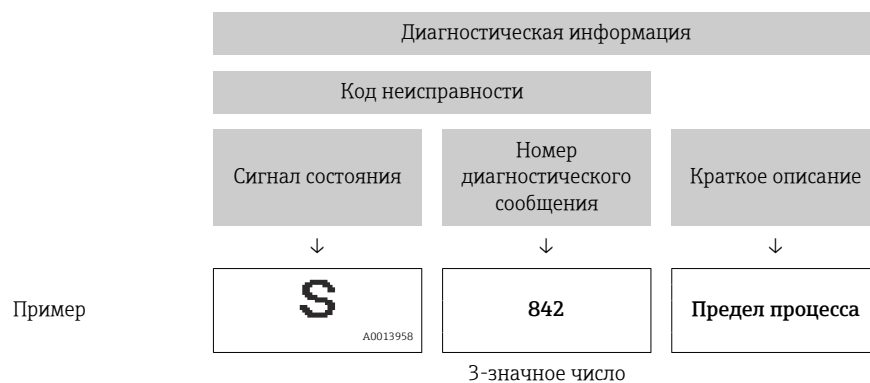 Диагностическая информация
Код неисправности
Сигнал состояния
Номер
диагностического
сообщения
Краткое описание
↓ ↓ ↓
Пример
S
A0013958
842
Предел процесса
3-значное число